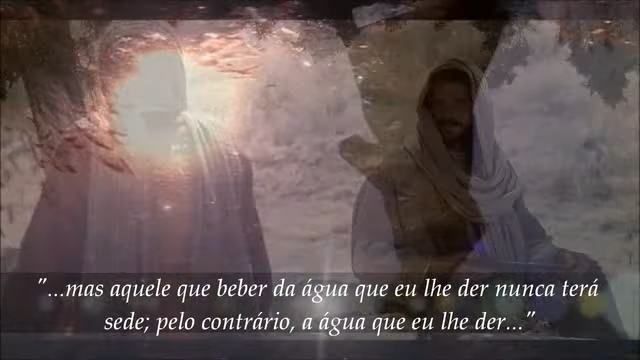 "...mas aquele que beber da água que eu lhe der nunca terá
sede; pelo contrário, a água que eu lhe der..."